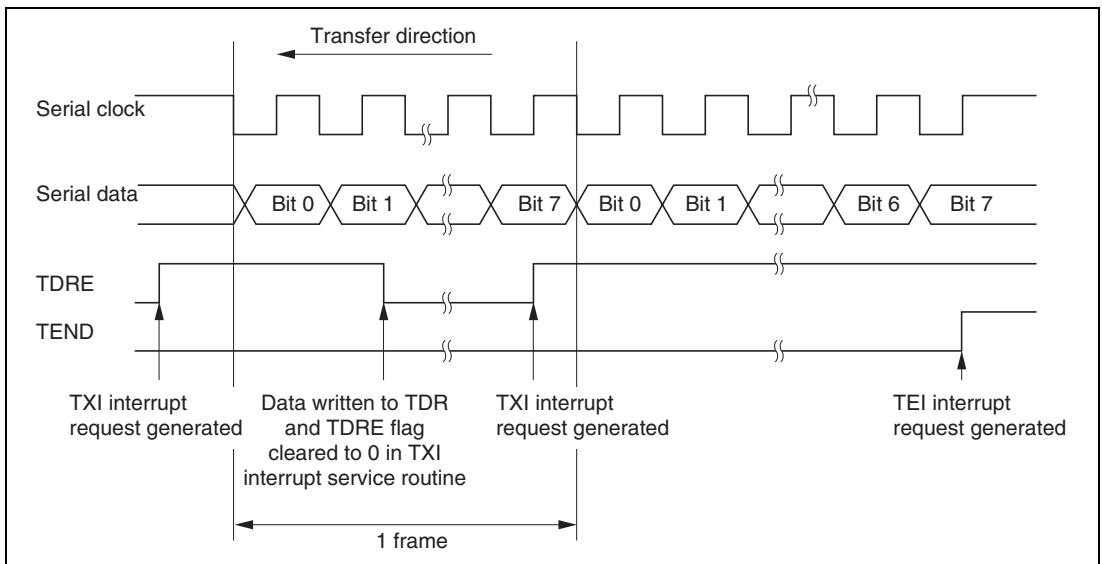 Transfer direction
Serial clock
Serial data
Bit 0 Bit 1 Bit 7 Bit 0 Bit 1 Bit 6 Bit 7
TDRE
TEND
TXI interrupt
request generated
Data written to TDR
and TDRE flag
cleared to 0 in TXI
interrupt service routine
TXI interrupt
request generated
TEI interrupt
request generated
1 frame